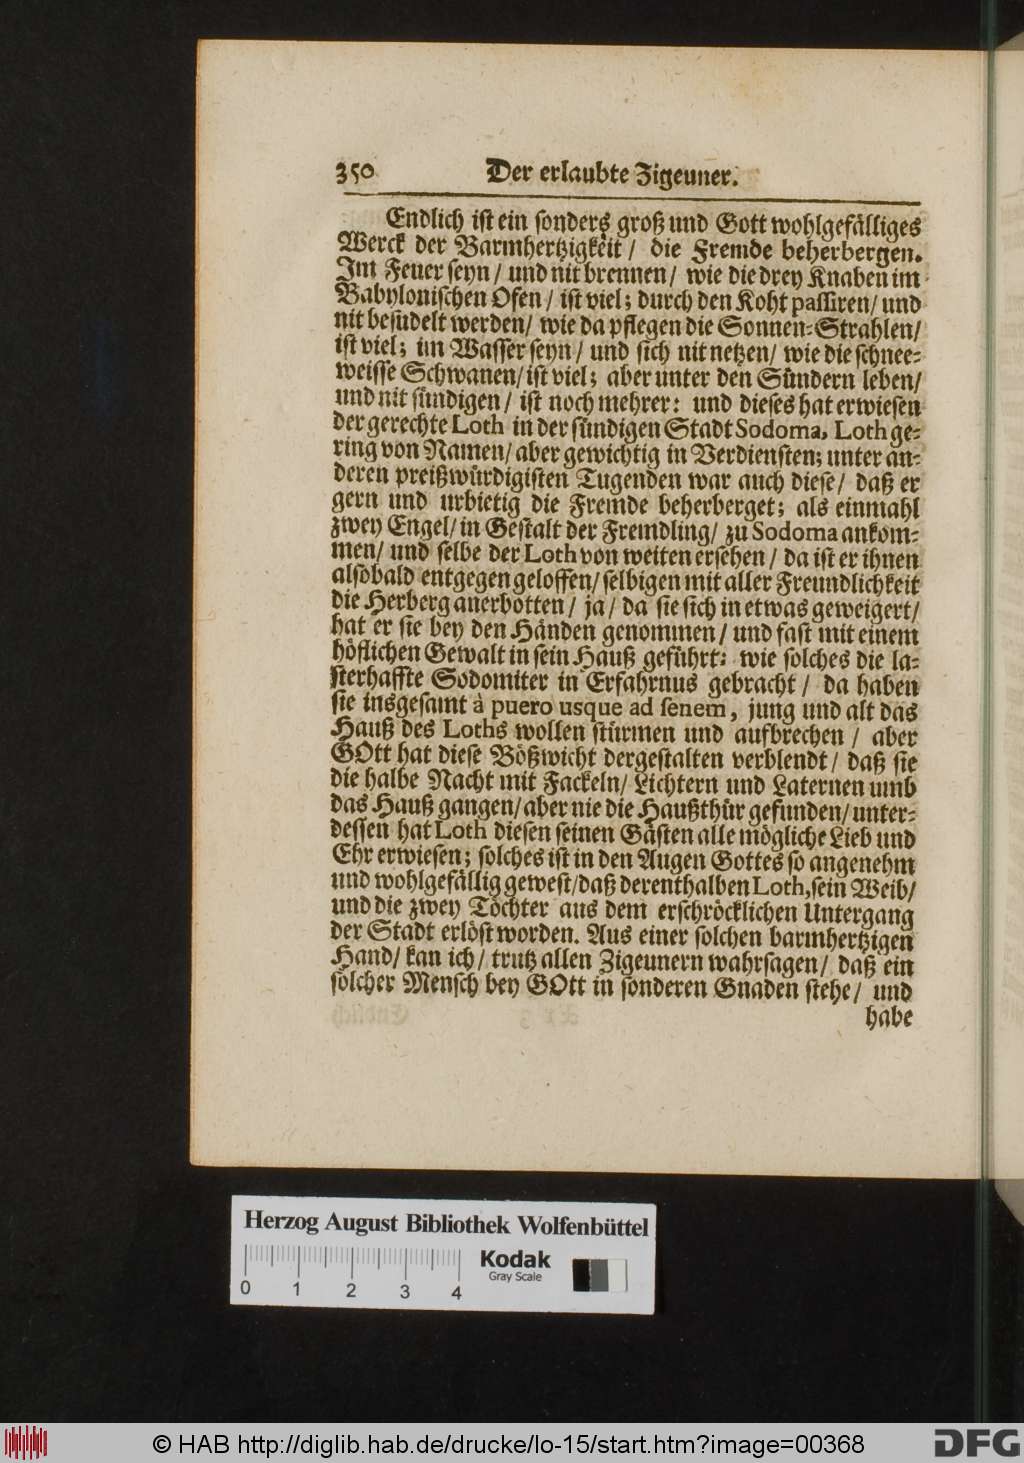 350 Der erlaubte Zigeuner.
Endlich ist ein sonders groß und Gott wohlgefälliges
Werck der Barmhertzigkeit / die Fremde beherbergen.
Im Feuer seyn / und nit brennen / wie die drey Knaben im
Babylonischen Ofen / ist viel; durch den Koht passiren / und
nit besudelt werden / wie da pflegen die Sonnen-Strahlen /
ist viel; im Wasser seyn / und sich nit netzen / wie die schnee-
weisse Schwanen / ist viel; aber unter den Sündern leben /
und nit sündigen / ist noch mehrer: und dieses hat erwiesen
der gerechte Loth in der sündigen Stadt Sodoma, Loth ge-
ring von Namen / aber gewichtig in Verdiensten; unter an-
deren preißwürdigisten Tugenden war auch diese / daß er
gern und urbietig die Fremde beherberget; als einmahl
zwey Engel / in Gestalt der Fremdling / zu Sodoma ankom-
men / und selbe der Loth von weiten ersehen / da ist er ihnen
alsobald entgegen geloffen / selbigen mit aller Freundlichkeit
die Herberg anerbotten / ja / da sie sich in etwas geweigert /
hat er sie bey den Händen genommen / und fast mit einem
höflichen Gewalt in sein Hauß geführt: wie solches die la-
sterhaffte Sodomiter in Erfahrnus gebracht / da haben
sie insgesamt à puero usque ad senem, jung und alt das
Hauß des Loths wollen stürmen und aufbrechen / aber
GOtt hat diese Bößwicht dergestalten verblendt / daß sie
die halbe Nacht mit Fackeln / Lichtern und Laternen umb
das Hauß gangen / aber nie die Haußthür gefunden / unter-
dessen hat Loth diesen seinen Gästen alle mögliche Lieb und
Ehr erwiesen; solches ist in den Augen Gottes so angenehm
und wohlgefällig gewest / daß derenthalben Loth, sein Weib /
und die zwey Töchter aus dem erschröcklichen Untergang
der Stadt erlöst worden. Aus einer solchen barmhertzigen
Hand / kan ich / trutz allen Zigeunern wahrsagen / daß ein
solcher Mensch bey GOtt in sonderen Gnaden stehe / und
habe
Herzog August Bibliothek Wolfenbüttel
Kodak
Gray Scale
0 1 2 3 4
© HAB http://diglib.hab.de/drucke/lo-15/start.htm?image=00368
DFG